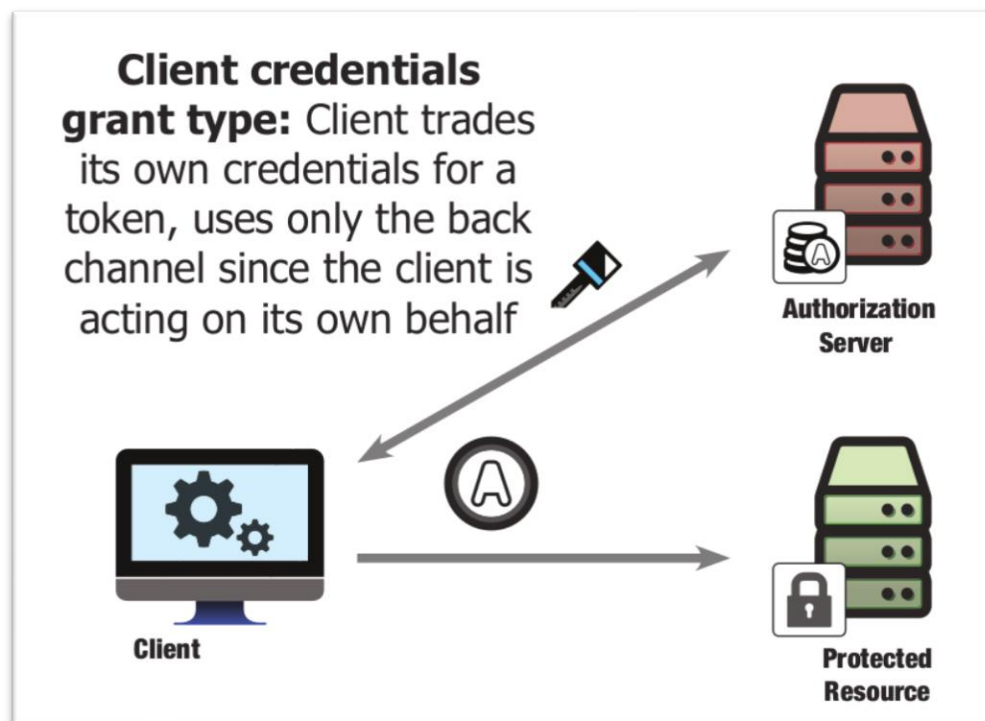 Client credentials
grant type: Client trades
its own credentials for a
token, uses only the back
channel since the client is
acting on its own behalf
A
Authorization
Server
A
Client
Protected
Resource